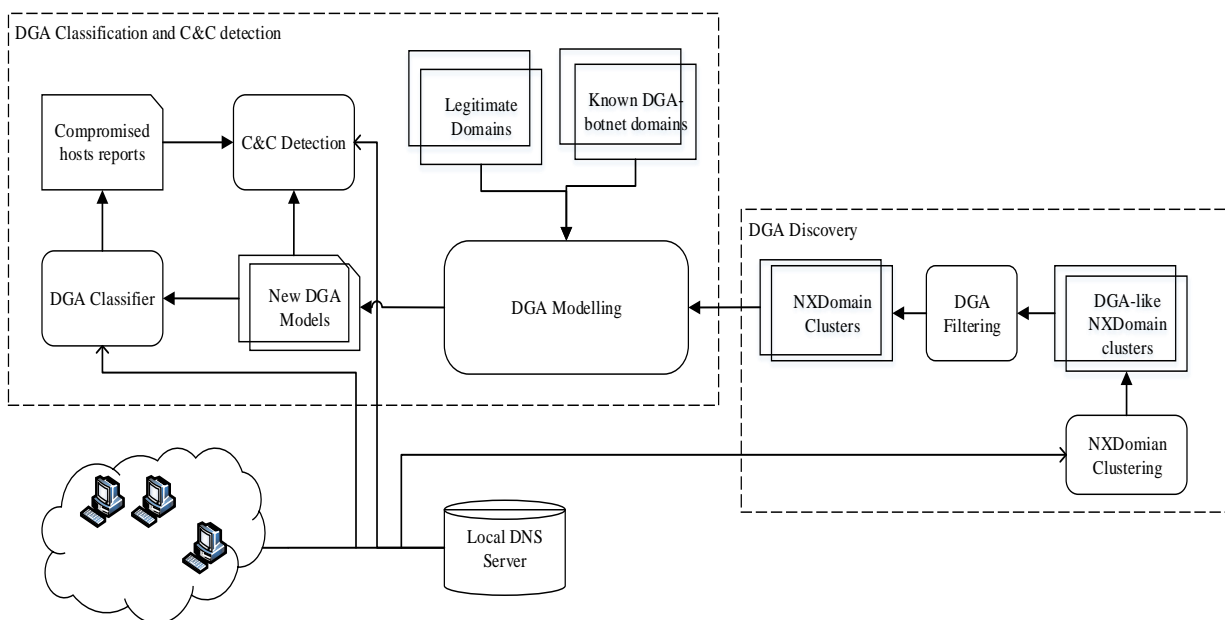 DGA Classification and C&C detection
Compromised
hosts reports
C&C Detection
Legitimate
Domains
Known DGA-
botnet domains
DGA Classifier
New DGA
Models
DGA Modelling
DGA Discovery
NXDomain
Clusters
DGA
Filtering
DGA-like
NXDomain
clusters
NXDomian
Clustering
Local DNS
Server